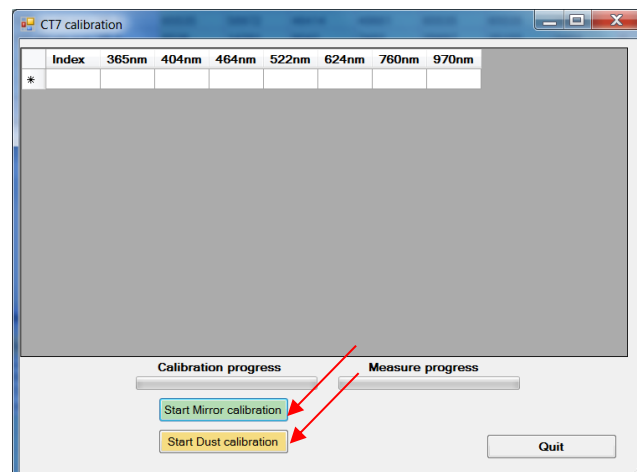 CT7 calibration
Index 365nm 404nm 464nm 522nm 624nm 760nm 970nm
*
Calibration progress Measure progress
Start Mirror calibration
Start Dust calibration
Quit